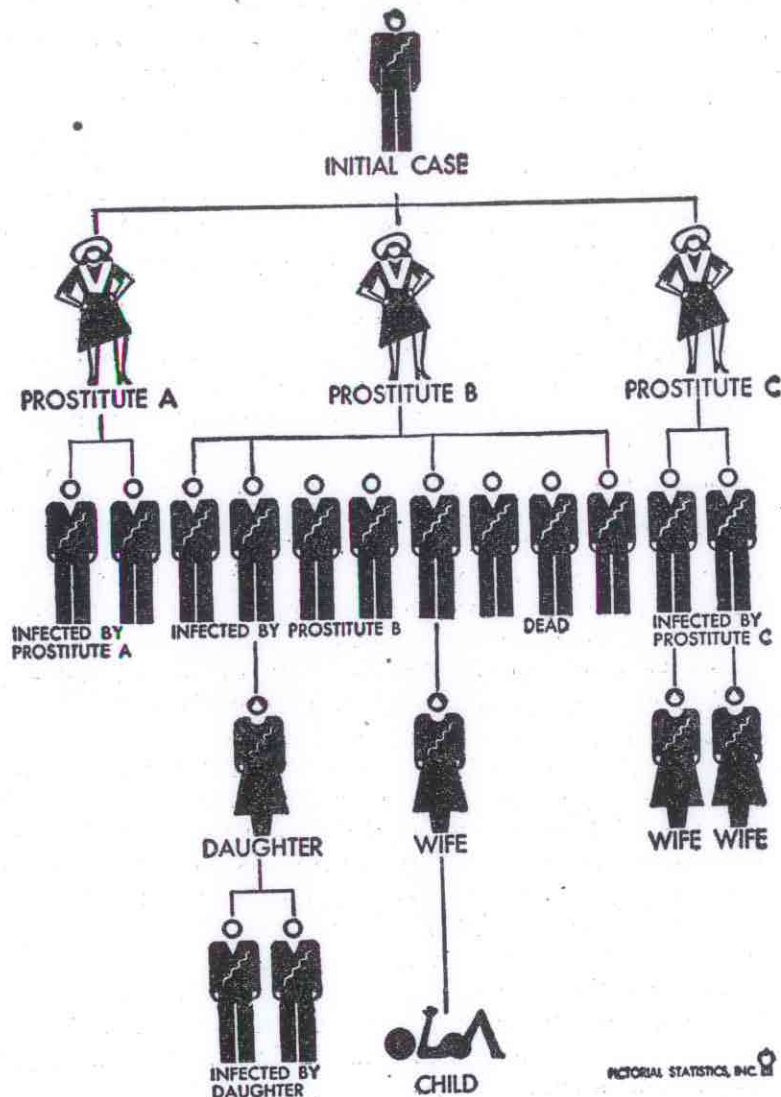 INITIAL CASE
PROSTITUTE A
PROSTITUTE B
PROSTITUTE C
INFECTED BY
PROSTITUTE A
INFECTED BY PROSTITUTE B
DEAD
INFECTED BY
PROSTITUTE C
DAUGHTER
WIFE
WIFE WIFE
INFECTED BY
DAUGHTER
CHILD
PICTORIAL STATISTICS, INC.